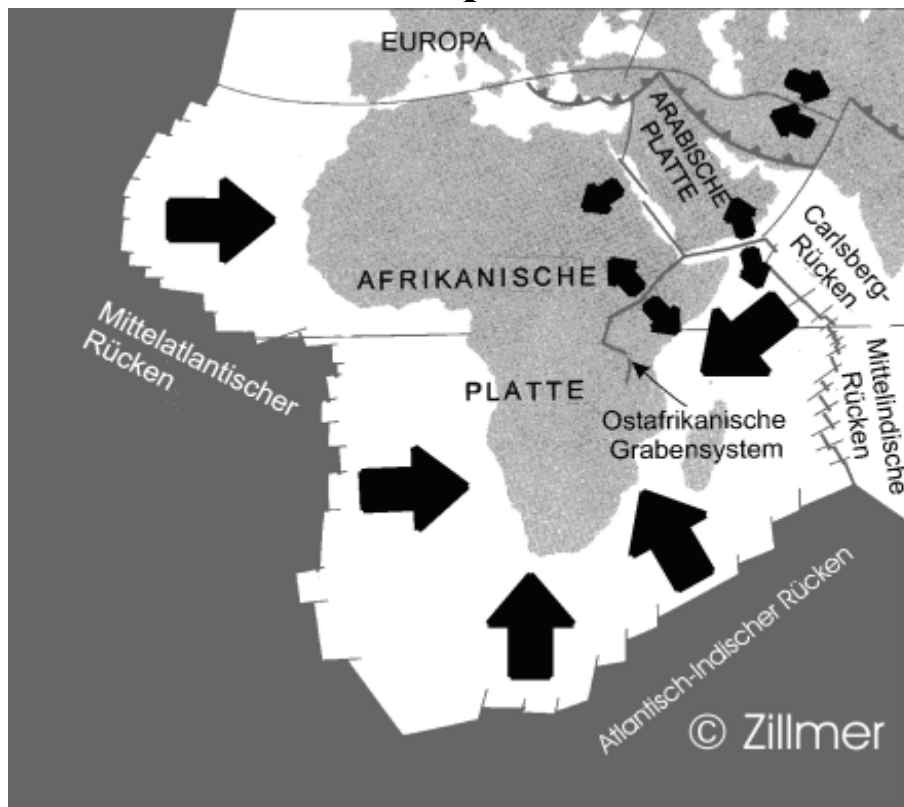 EUROPA
ARABISCHE
PLATTE
Carlsberg-
Rücken
AFRIKANISCHE
Mittelatlantischer
Rücken
PLATTE
Mittelindische
Rücken
Ostafrikanische
Grabensystem
Atlantisch-Indischer Rücken
© Zillmer